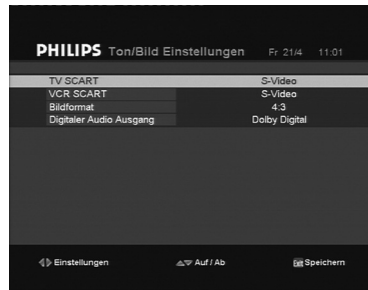 PHILIPS Ton/Bild Einstellungen Fr 21/4 11:01
TV SCART S-Video
VCR SCART S-Video
Bildformat 4:3
Digitaler Audio Ausgang Dolby Digital
Einstellungen Auf / Ab Exit Speichern